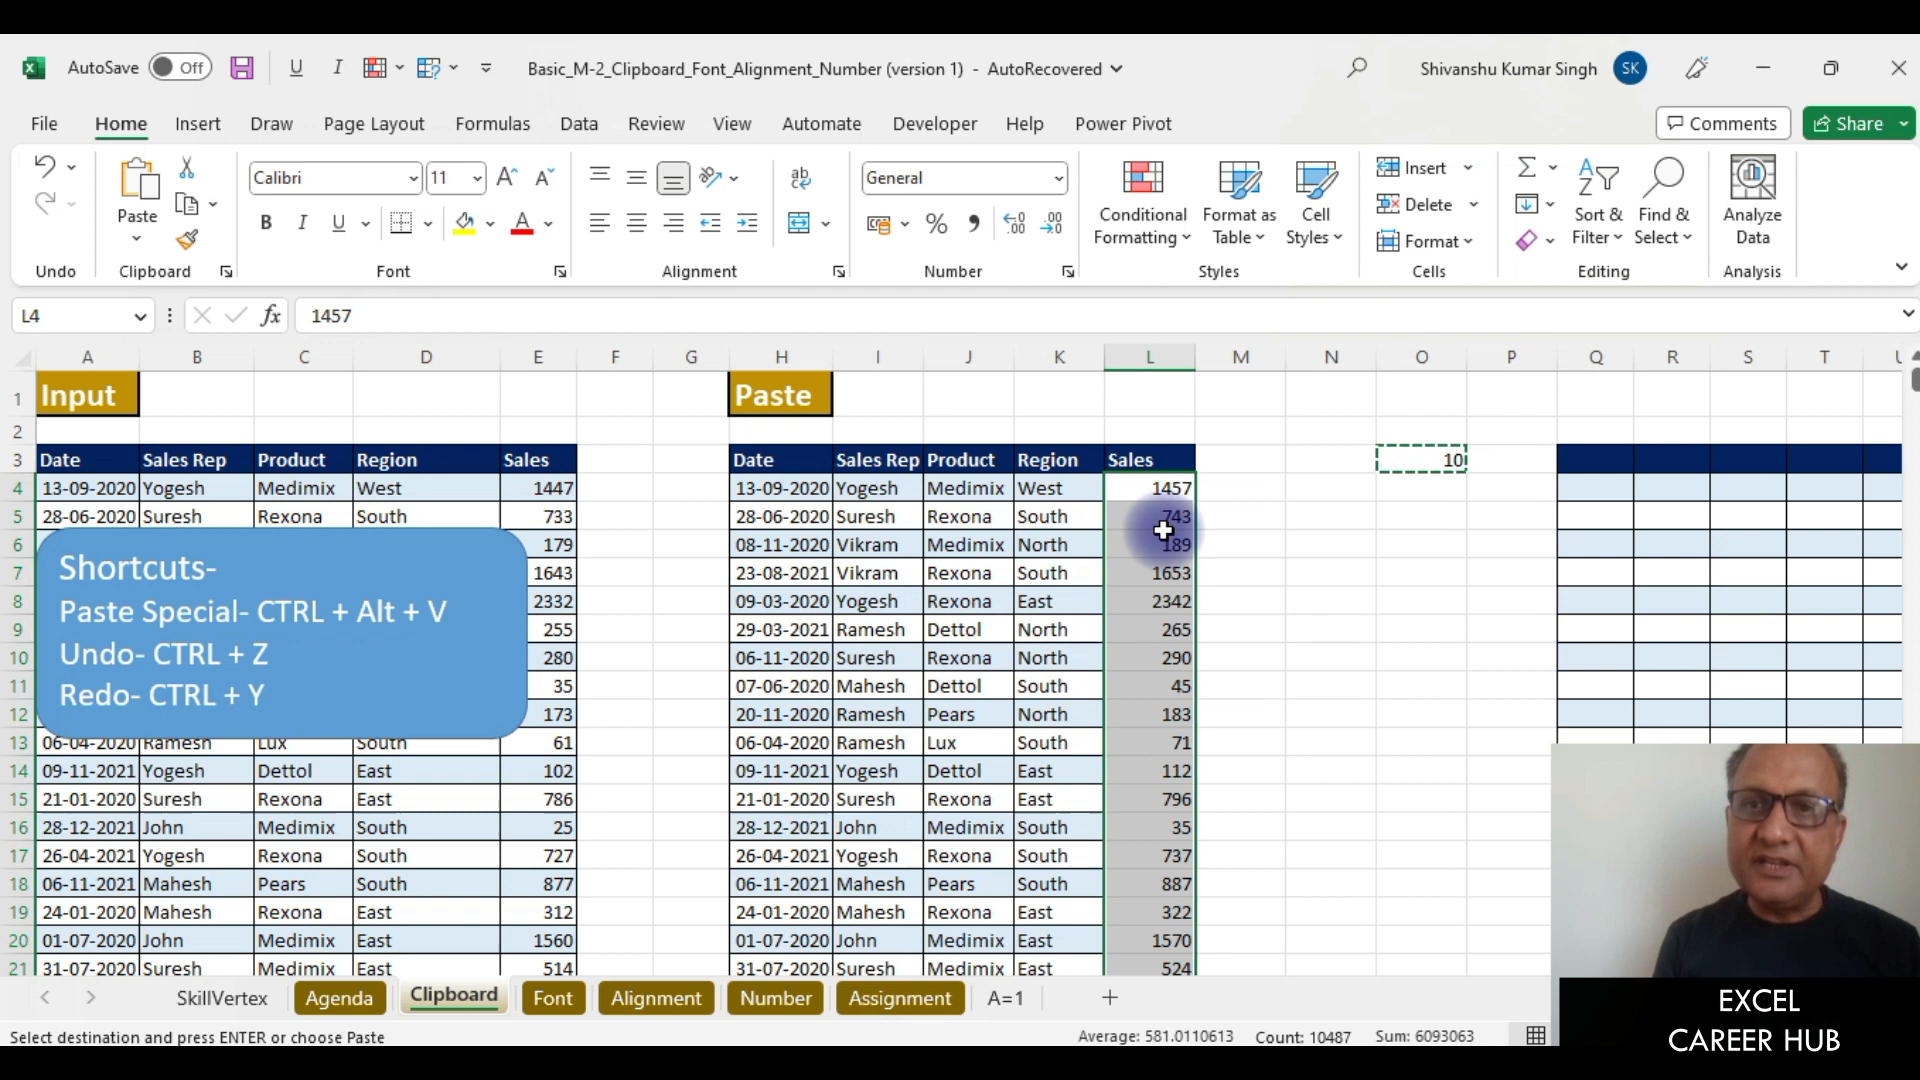 AutoSave Off Basic_M-2_Clipboard_Font_Alignment_Number (version 1) - AutoRecovered Shivanshu Kumar Singh SK
File Home Insert Draw Page Layout Formulas Data Review View Automate Developer Help Power Pivot Comments Share
Calibri 11 General
Paste
Conditional Formatting Format as Table Cell Styles
Insert
Delete
Format
Sort & Filter Find & Select Analyze Data
Undo Clipboard Font Alignment Number Styles Cells Editing Analysis
L4 fx 1457
A B C D E F G H I J K L M N O P Q R S T
1 Input Paste
2
3 Date Sales Rep Product Region Sales Date Sales Rep Product Region Sales 10
4 13-09-2020 Yogesh Medimix West 1447 13-09-2020 Yogesh Medimix West 1457
5 28-06-2020 Suresh Rexona South 733 28-06-2020 Suresh Rexona South 743
6 179 08-11-2020 Vikram Medimix North 189
7 1643 23-08-2021 Vikram Rexona South 1653
8 2332 09-03-2020 Yogesh Rexona East 2342
9 255 29-03-2021 Ramesh Dettol North 265
10 280 06-11-2020 Suresh Rexona North 290
11 35 07-06-2020 Mahesh Dettol South 45
12 173 20-11-2020 Ramesh Pears North 183
Shortcuts-
Paste Special- CTRL + Alt + V
Undo- CTRL + Z
Redo- CTRL + Y
13 06-04-2020 Ramesh Lux South 61 06-04-2020 Ramesh Lux South 71
14 09-11-2021 Yogesh Dettol East 102 09-11-2021 Yogesh Dettol East 112
15 21-01-2020 Suresh Rexona East 786 21-01-2020 Suresh Rexona East 796
16 28-12-2021 John Medimix South 25 28-12-2021 John Medimix South 35
17 26-04-2021 Yogesh Rexona South 727 26-04-2021 Yogesh Rexona South 737
18 06-11-2021 Mahesh Pears South 877 06-11-2021 Mahesh Pears South 887
19 24-01-2020 Mahesh Rexona East 312 24-01-2020 Mahesh Rexona East 322
20 01-07-2020 John Medimix East 1560 01-07-2020 John Medimix East 1570
21 31-07-2020 Suresh Medimix East 514 31-07-2020 Suresh Medimix East 524
SkillVertex Agenda Clipboard Font Alignment Number Assignment A=1
Select destination and press ENTER or choose Paste Average: 581.0110613 Count: 10487 Sum: 6093063
EXCEL
CAREER HUB